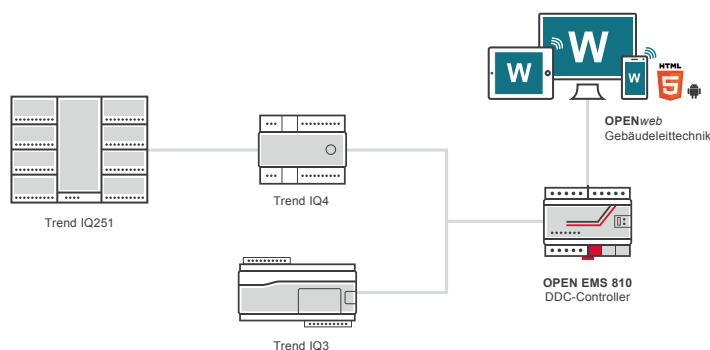 W
W
W
HTML
5
OPENweb
Gebäudeleittechnik
Trend IQ251
Trend IQ4
OPEN EMS 810
DDC-Controller
Trend IQ3